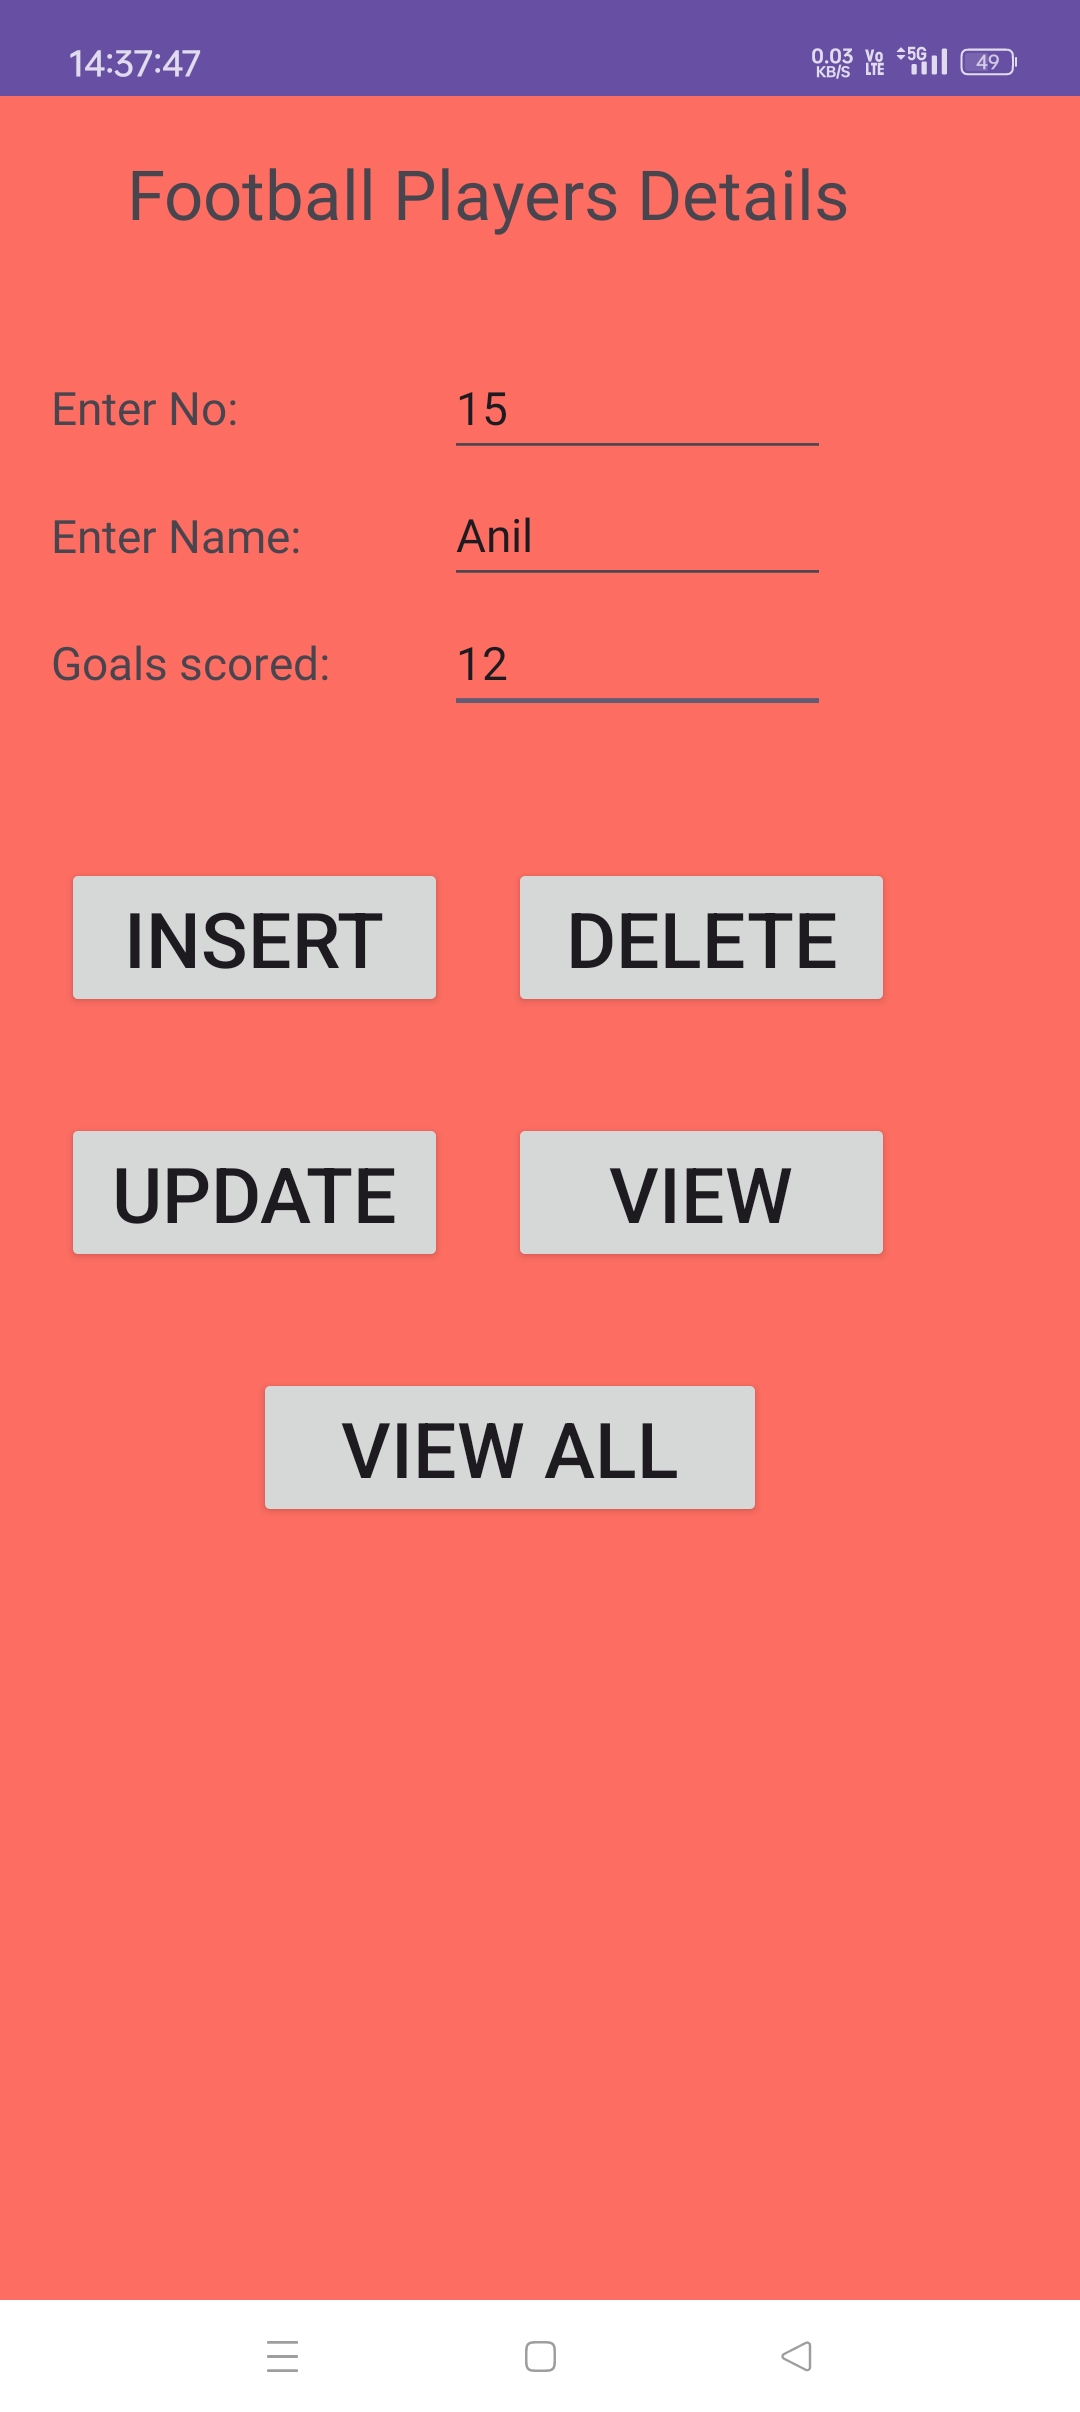 14:37:47 0.03 KB/S Vo LTE 5G 49
Football Players Details
Enter No: 15
Enter Name: Anil
Goals scored: 12
INSERT DELETE
UPDATE VIEW
VIEW ALL